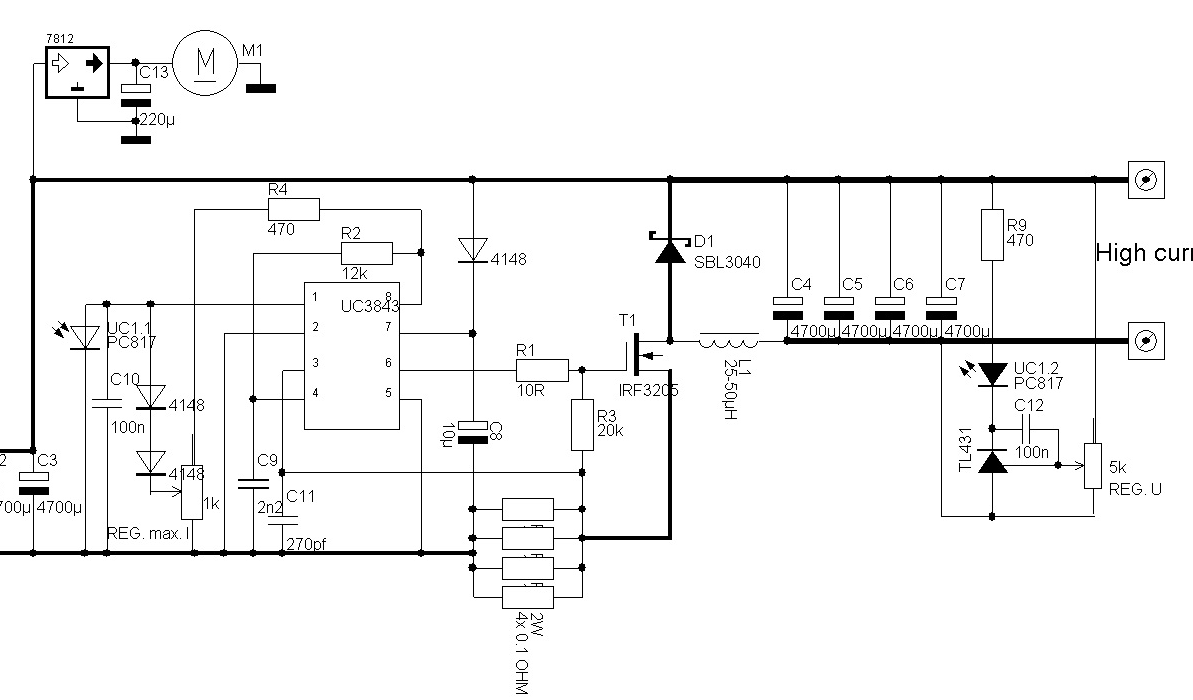 7812
M
M1
C13
220µ
R4
470
R2
12k
4148
D1
SBL3040
R9
470
High curr
C4
C5
C6
C7
4700µ
4700µ
4700µ
4700µ
1
UC3843
8
2
7
3
6
4
5
UC1.1
PC817
T1
IRF3205
R1
10R
L1
25-50µH
UC1.2
PC817
C10
100n
4148
4148
R3
20k
C8
10µ
C12
100n
TL431
5k
REG. U
2
C3
700µ
4700µ
C9
2n2
C11
270pf
1k
REG. max. I
2W
4x 0.1 OHM